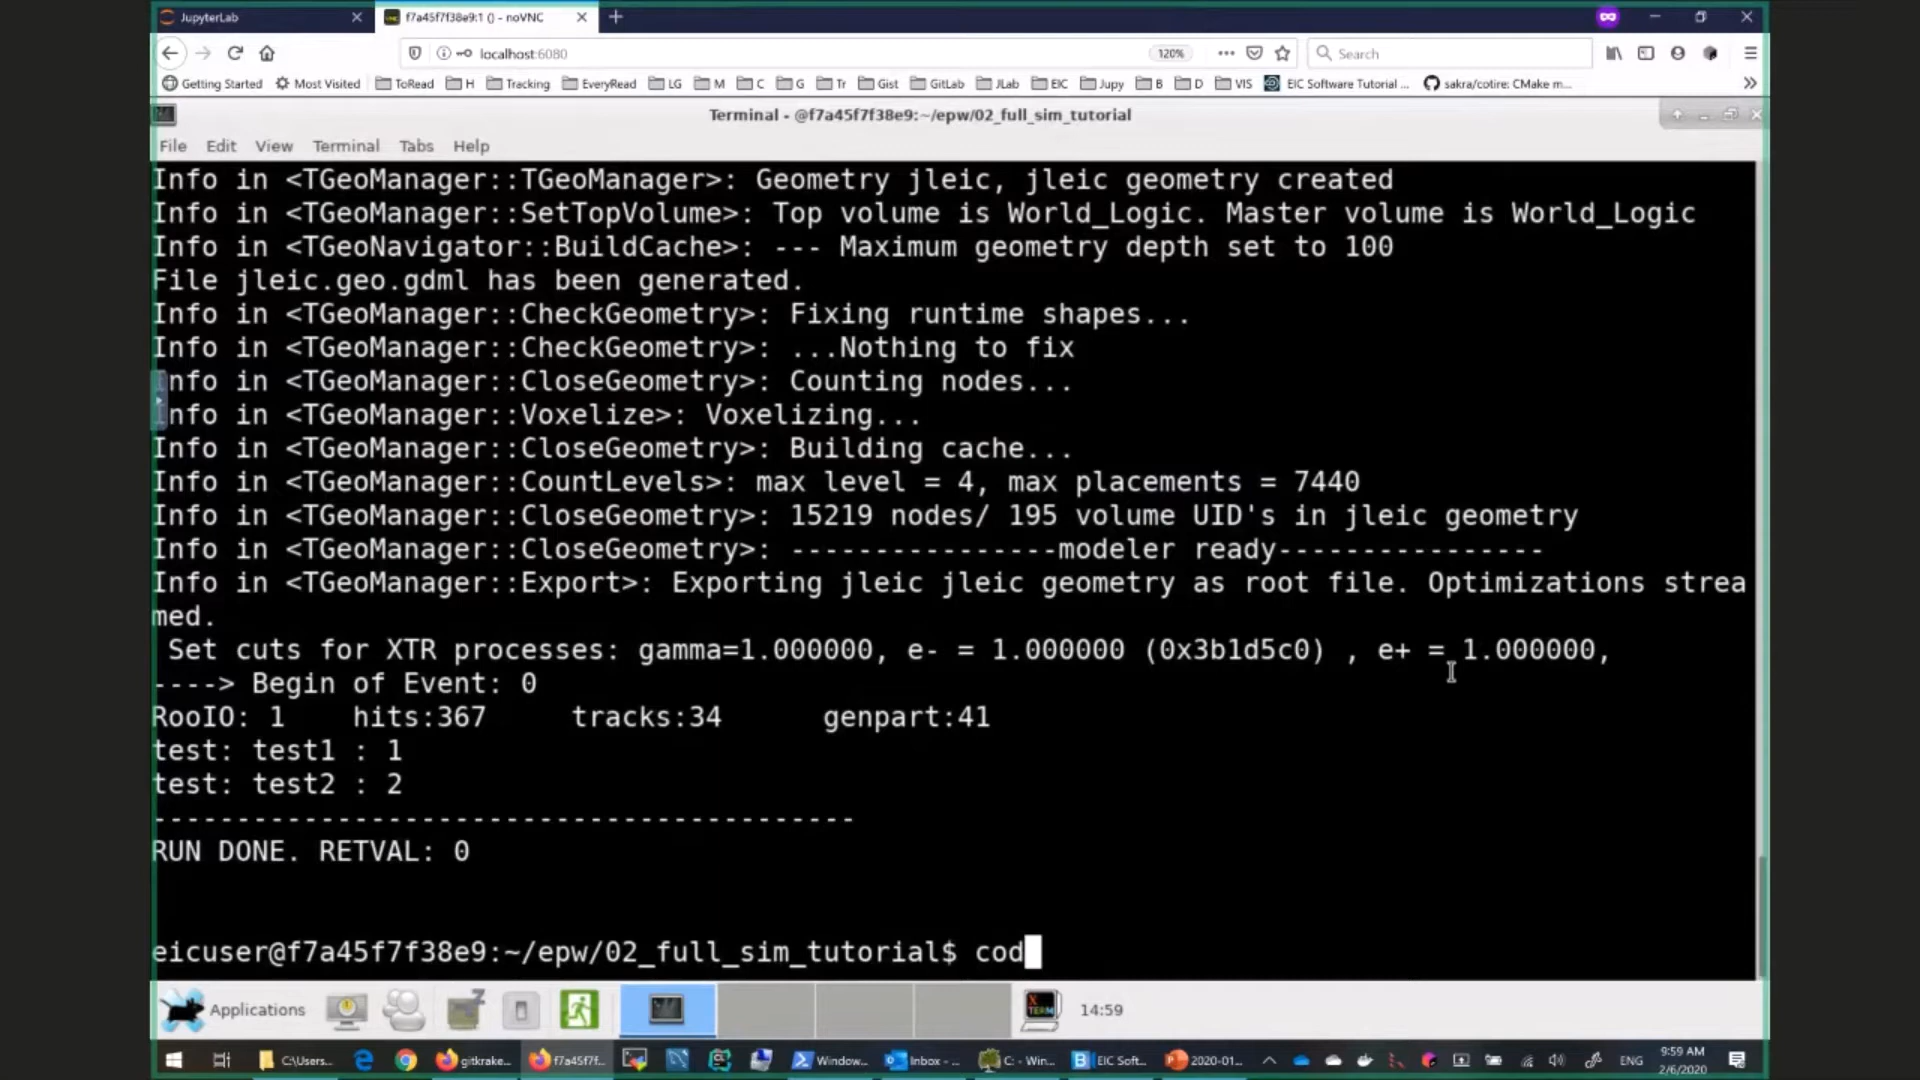 JupyterLab
f7a45f7f38e9:1 () - noVNC
localhost:6080
120%
Search
Getting Started
Most Visited
ToRead
H
Tracking
EveryRead
LG
M
C
G
Tr
Gist
GitLab
JLab
EIC
Jupy
B
D
VIS
EIC Software Tutorial ...
sakra/cotire: CMake m...
Terminal - @f7a45f7f38e9:~/epw/02_full_sim_tutorial
File Edit View Terminal Tabs Help
Info in <TGeoManager::TGeoManager>: Geometry jleic, jleic geometry created
Info in <TGeoManager::SetTopVolume>: Top volume is World_Logic. Master volume is World_Logic
Info in <TGeoNavigator::BuildCache>: --- Maximum geometry depth set to 100
File jleic.geo.gdml has been generated.
Info in <TGeoManager::CheckGeometry>: Fixing runtime shapes...
Info in <TGeoManager::CheckGeometry>: ...Nothing to fix
Info in <TGeoManager::CloseGeometry>: Counting nodes...
Info in <TGeoManager::Voxelize>: Voxelizing...
Info in <TGeoManager::CloseGeometry>: Building cache...
Info in <TGeoManager::CountLevels>: max level = 4, max placements = 7440
Info in <TGeoManager::CloseGeometry>: 15219 nodes/ 195 volume UID's in jleic geometry
Info in <TGeoManager::CloseGeometry>: ----------------modeler ready----------------
Info in <TGeoManager::Export>: Exporting jleic jleic geometry as root file. Optimizations strea
med.
Set cuts for XTR processes: gamma=1.000000, e- = 1.000000 (0x3b1d5c0) , e+ = 1.000000,
----> Begin of Event: 0
RooIO: 1 hits:367 tracks:34 genpart:41
test: test1 : 1
test: test2 : 2
------------------------------------------
RUN DONE. RETVAL: 0
eicuser@f7a45f7f38e9:~/epw/02_full_sim_tutorial$ cod
Applications
X TERM
14:59
C:\Users...
gitkrake...
f7a45f7f...
Window...
Inbox - ...
C: - Win...
EIC Soft...
2020-01...
ENG
9:59 AM
2/6/2020